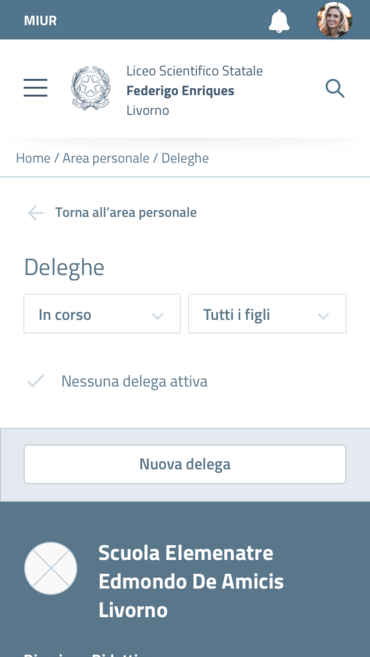 MIUR
Liceo Scientifico Statale
Federigo Enriques
Livorno
Home / Area personale / Deleghe
Torna all'area personale
Deleghe
In corso
Tutti i figli
Nessuna delega attiva
Nuova delega
Scuola Elemenatre
Edmondo De Amicis
Livorno